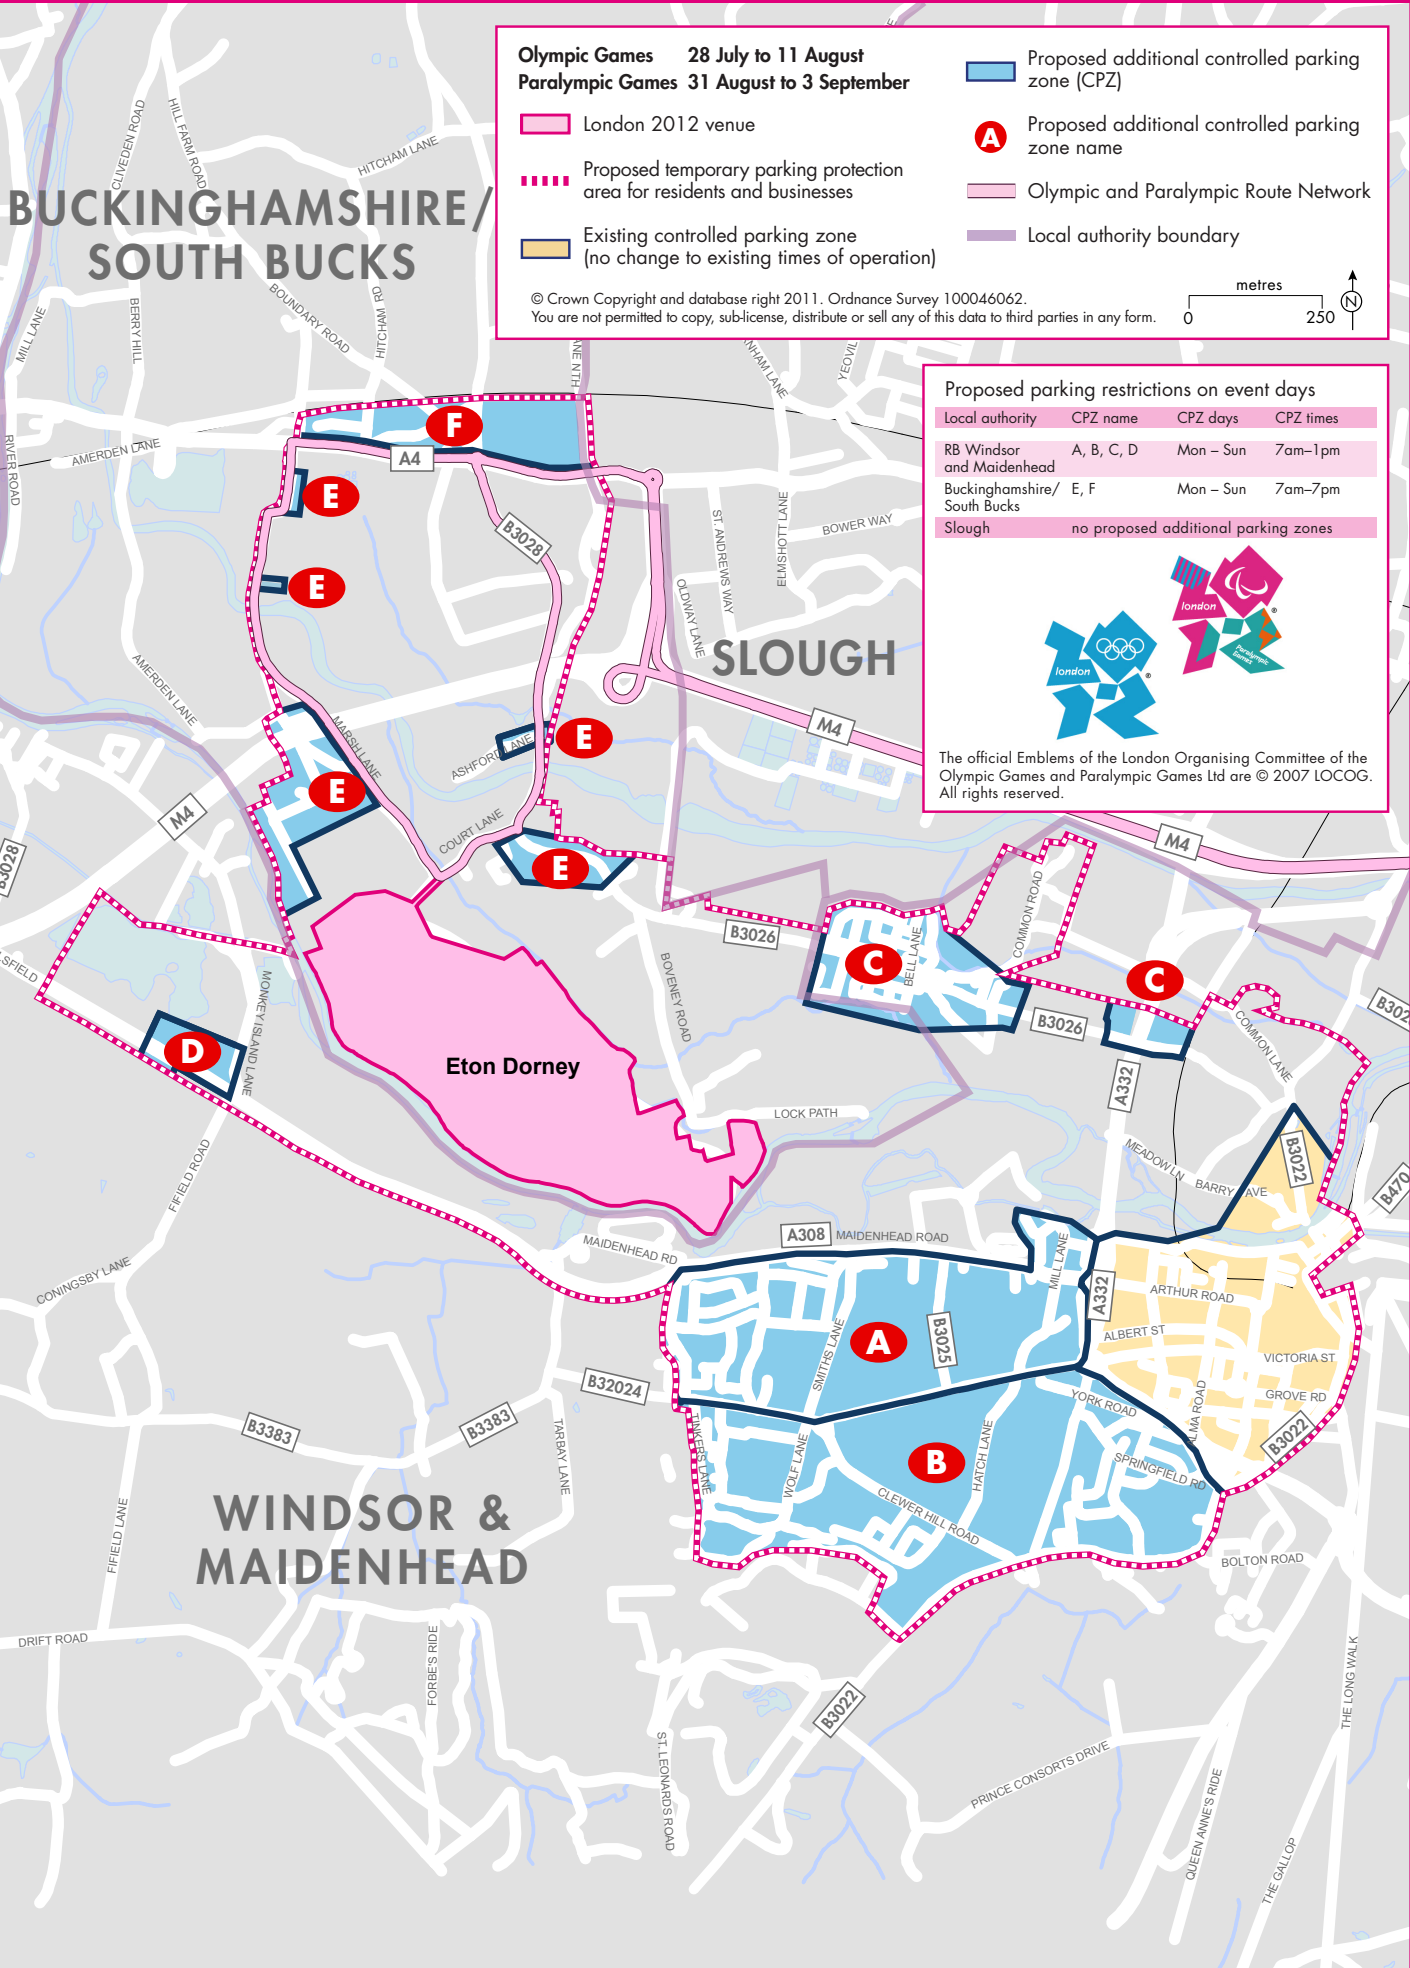 Olympic Games 28 July to 11 August
Paralympic Games 31 August to 3 September
London 2012 venue
Proposed temporary parking protection
area for residents and businesses
Existing controlled parking zone
(no change to existing times of operation)
Proposed additional controlled parking
zone (CPZ)
A
Proposed additional controlled parking
zone name
Olympic and Paralympic Route Network
Local authority boundary
© Crown Copyright and database right 2011. Ordnance Survey 100046062.
You are not permitted to copy, sub-license, distribute or sell any of this data to third parties in any form.
metres
0 250
N
Proposed parking restrictions on event days
Local authority CPZ name CPZ days CPZ times
RB Windsor
and Maidenhead A, B, C, D Mon – Sun 7am–1pm
Buckinghamshire/
South Bucks E, F Mon – Sun 7am–7pm
Slough no proposed additional parking zones
london
®
london
Paralympic
Games
®
The official Emblems of the London Organising Committee of the
Olympic Games and Paralympic Games Ltd are © 2007 LOCOG.
All rights reserved.
BUCKINGHAMSHIRE/
SOUTH BUCKS
CLIVEDEN ROAD
HILL FARM ROAD
HITCHAM LANE
MILL LANE
BERRY HILL
BOUNDARY ROAD
HITCHAM RD
ANE NTH
NHAM LANE
YEOVIL
RIVER ROAD
AMERDEN LANE
F
A4
E
E
B3028
ST. ANDREWS WAY
ELMSHOTT LANE
BOWER WAY
OLDWAY LANE
SLOUGH
AMERDEN LANE
MARSH LANE
M4
ASHFORD LANE
E
E
M4
COURT LANE
B3028
E
M4
B3026
COMMON ROAD
BELL LANE
C
C
B3026
B302
LSFIELD
MONKEY ISLAND LANE
BOVENEY ROAD
COMMON LANE
D
Eton Dorney
A332
LOCK PATH
MEADOW LN
BARRY AVE
B3022
B470
FIFIELD ROAD
CONINGSBY LANE
MAIDENHEAD RD
A308
MAIDENHEAD ROAD
MILL LANE
A332
ARTHUR ROAD
ALBERT ST
VICTORIA ST
GROVE RD
A
SMITHS LANE
B3025
B32024
YORK ROAD
ALMA ROAD
B3022
B3383
B3383
TARBAY LANE
TINKERS LANE
WOLF LANE
B
HATCH LANE
SPRINGFIELD RD
CLEWER HILL ROAD
WINDSOR &
MAIDENHEAD
FIFIELD LANE
BOLTON ROAD
DRIFT ROAD
FORBE'S RIDE
THE LONG WALK
B3022
ST. LEONARDS ROAD
PRINCE CONSORTS DRIVE
QUEEN ANNE'S RIDE
THE GALLOP